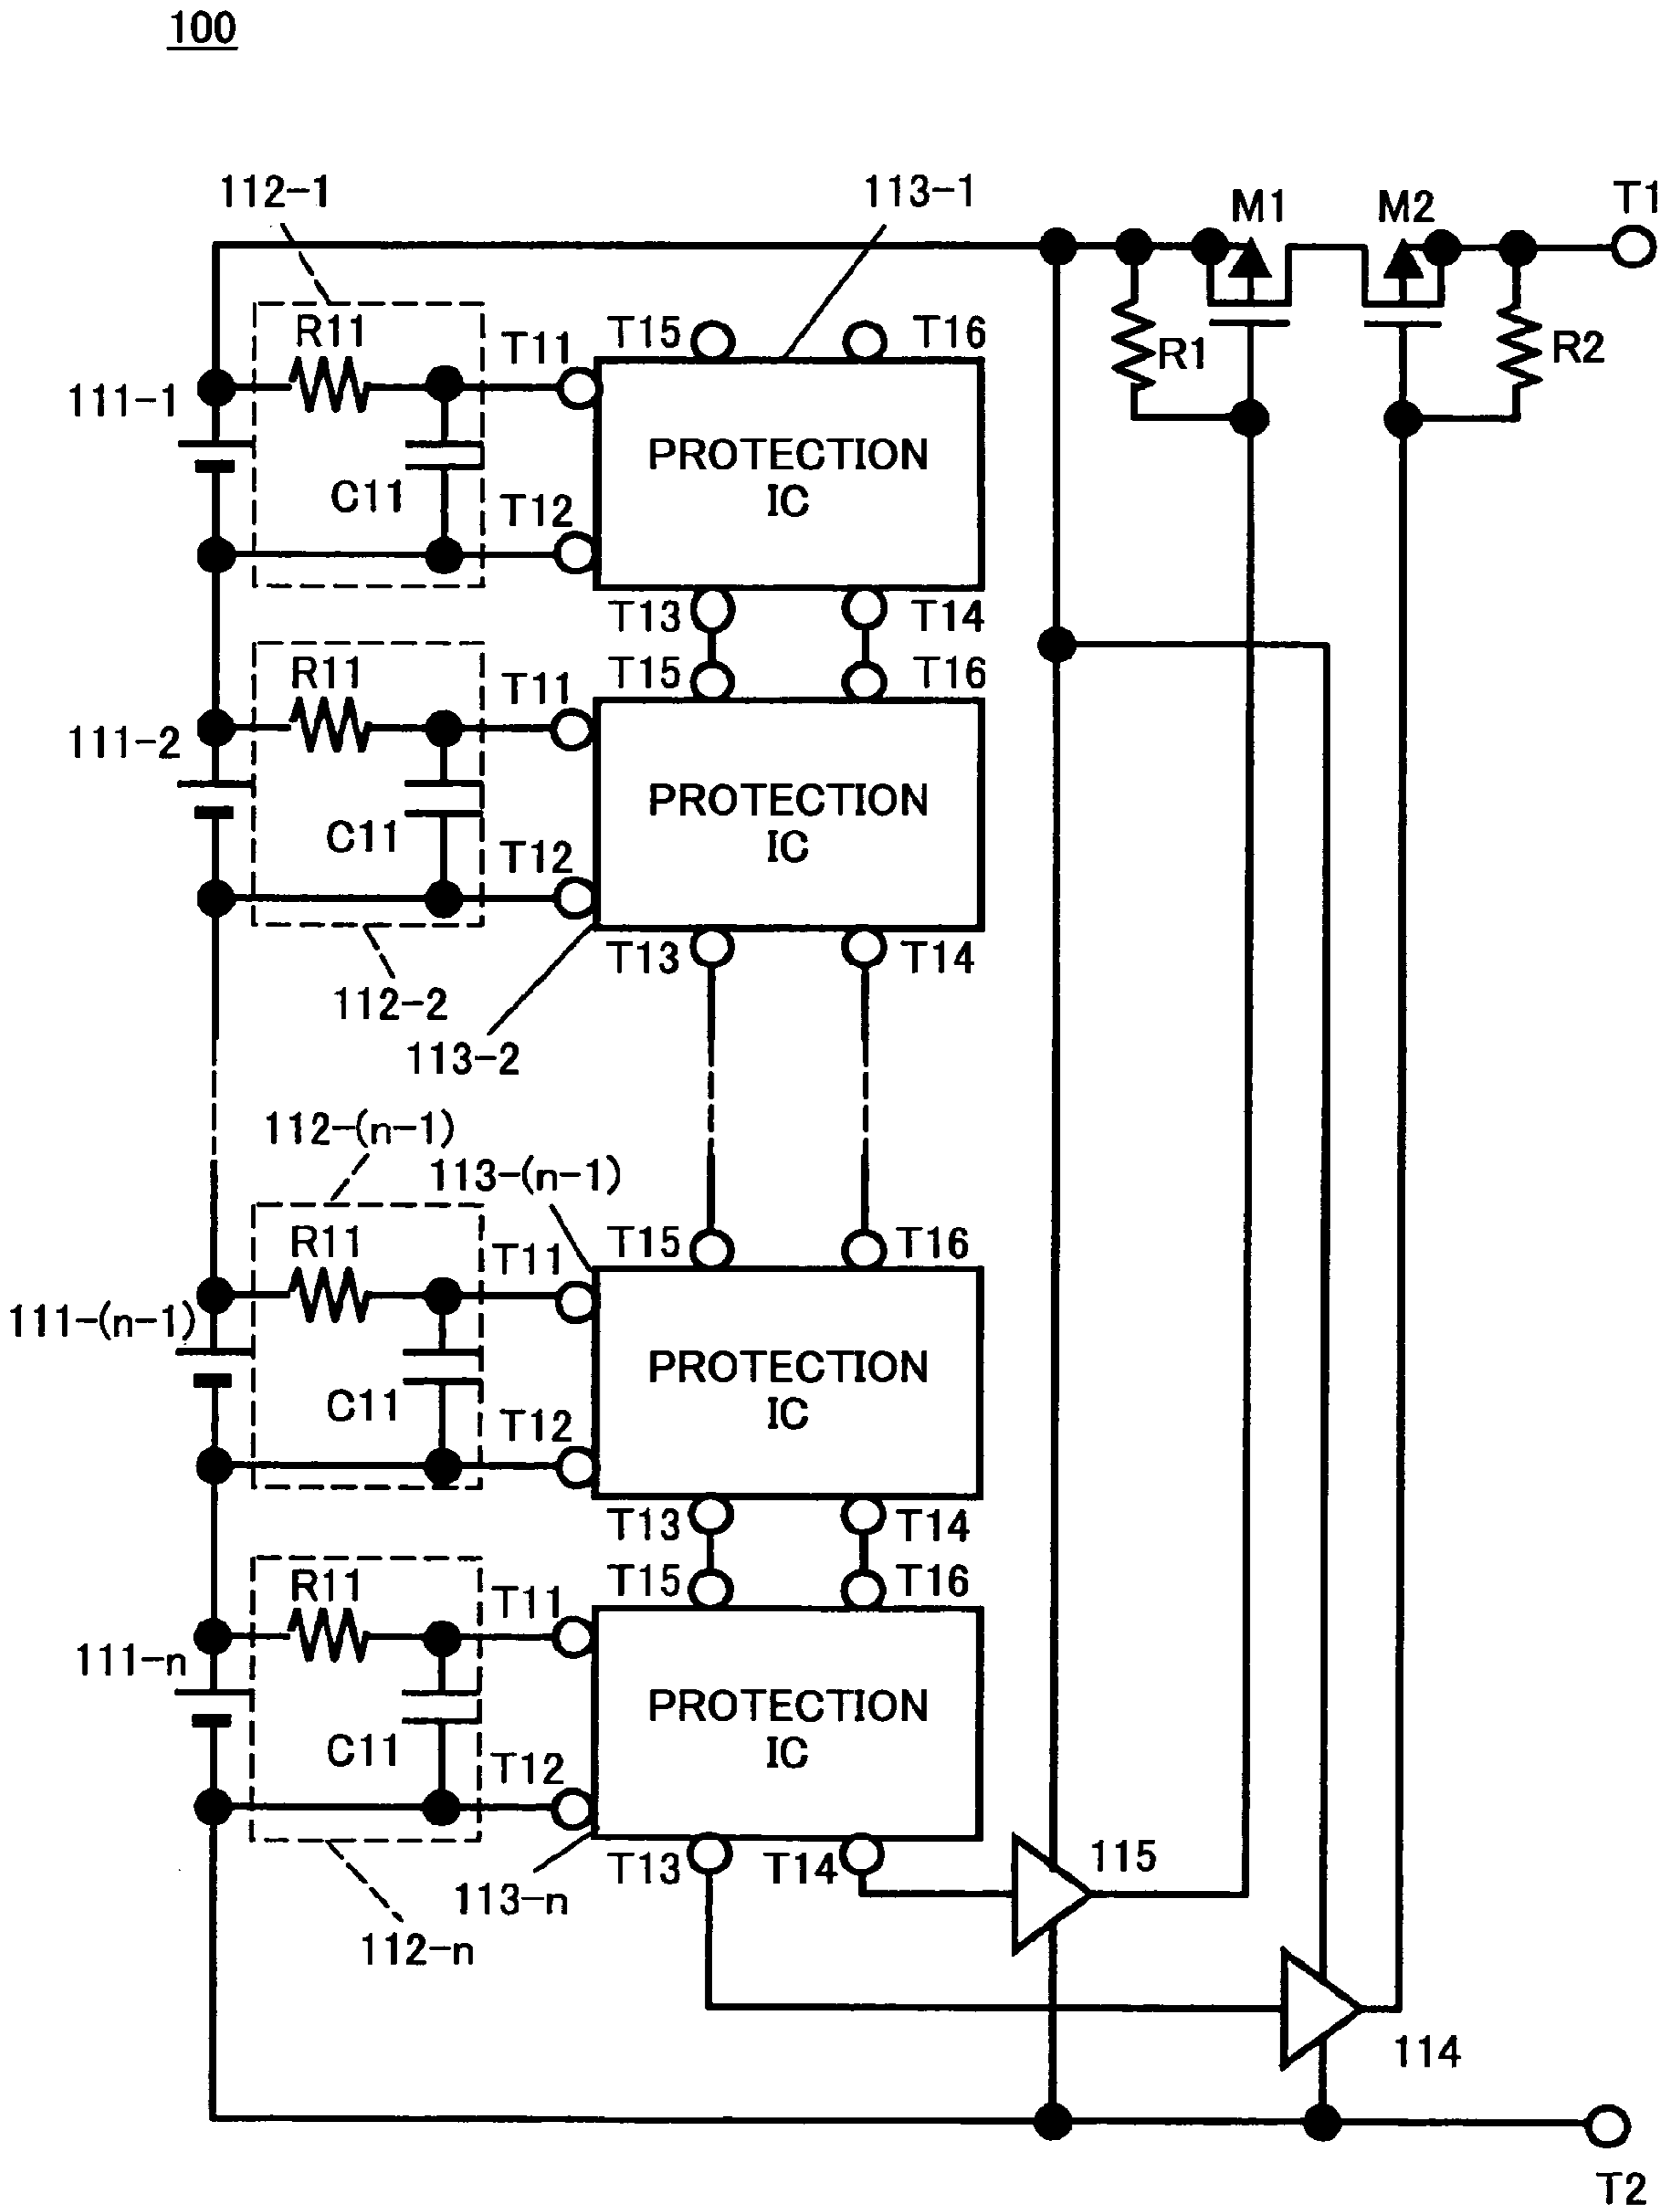 100
112-1
113-1
M1
M2
T1
R11
T11
T15
T16
R1
R2
111-1
PROTECTION
IC
C11
T12
T13
T14
R11
T11
T15
T16
111-2
PROTECTION
IC
C11
T12
T13
T14
112-2
113-2
112-(n-1)
113-(n-1)
R11
T11
T15
T16
111-(n-1)
PROTECTION
IC
C11
T12
T13
T14
R11
T11
T15
T16
111-n
PROTECTION
IC
C11
T12
T13
T14
115
113-n
112-n
114
T2